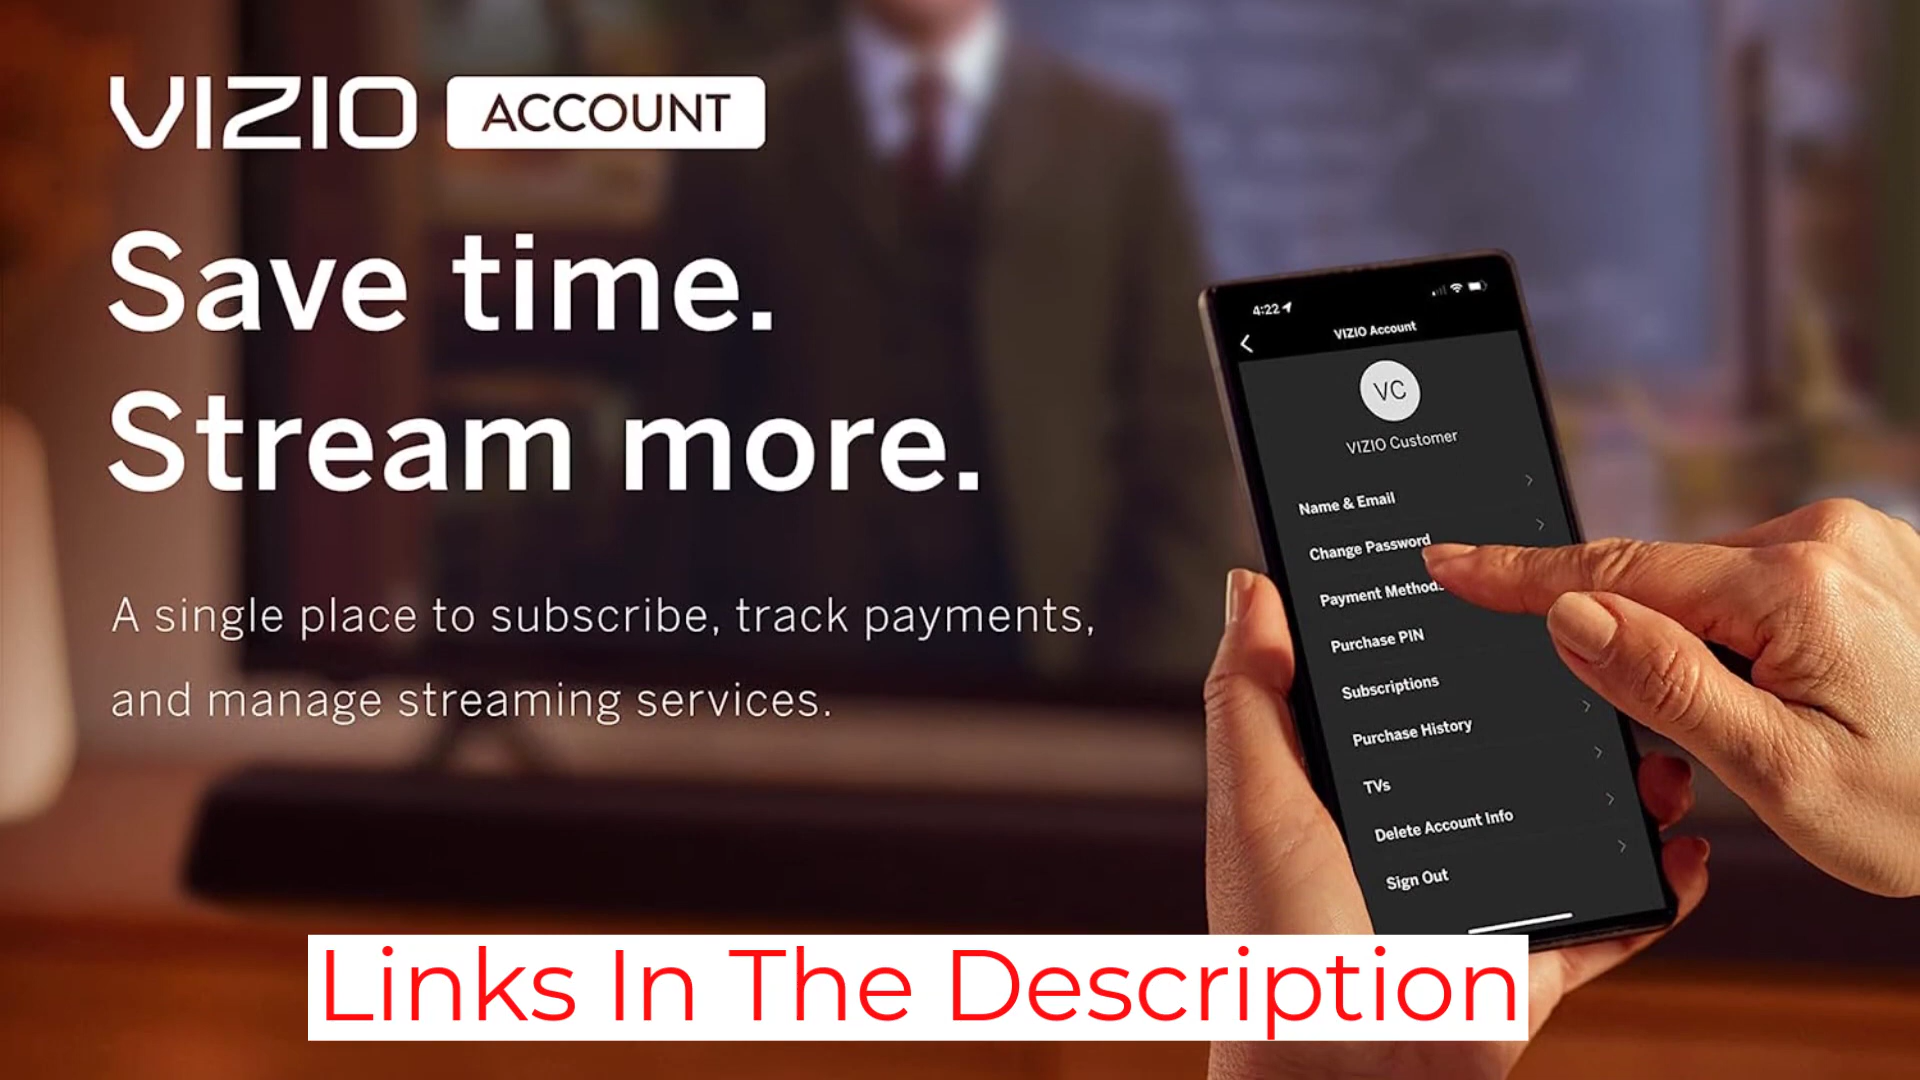 VIZIO ACCOUNT
Save time.
Stream more.
A single place to subscribe, track payments,
and manage streaming services.
4:22
VIZIO Account
VC
VIZIO Customer
Name & Email
Change Password
Payment Method
Purchase PIN
Subscriptions
Purchase History
TVs
Delete Account Info
Sign Out
Links In The Description